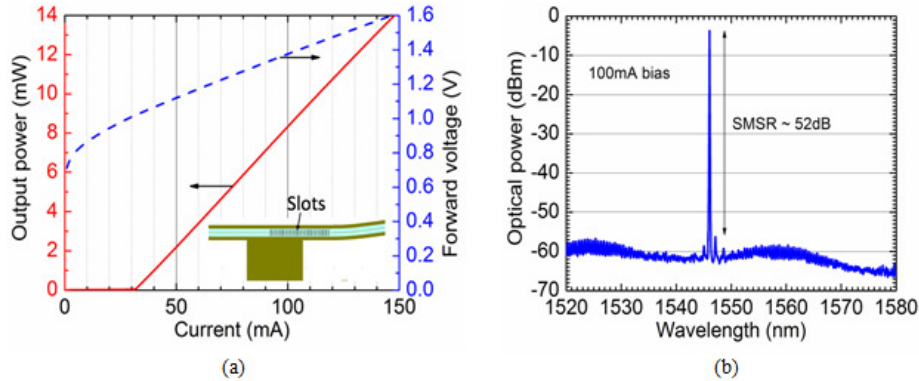 14
12
10
8
6
4
2
0
Output power (mW)
1.6
1.4
1.2
1.0
0.8
0.6
0.4
0.2
0.0
Forward voltage (V)
Slots
0 50 100 150
Current (mA)
(a)
0
-10
-20
-30
-40
-50
-60
-70
Optical power (dBm)
100mA bias
SMSR ~ 52dB
1520 1530 1540 1550 1560 1570 1580
Wavelength (nm)
(b)